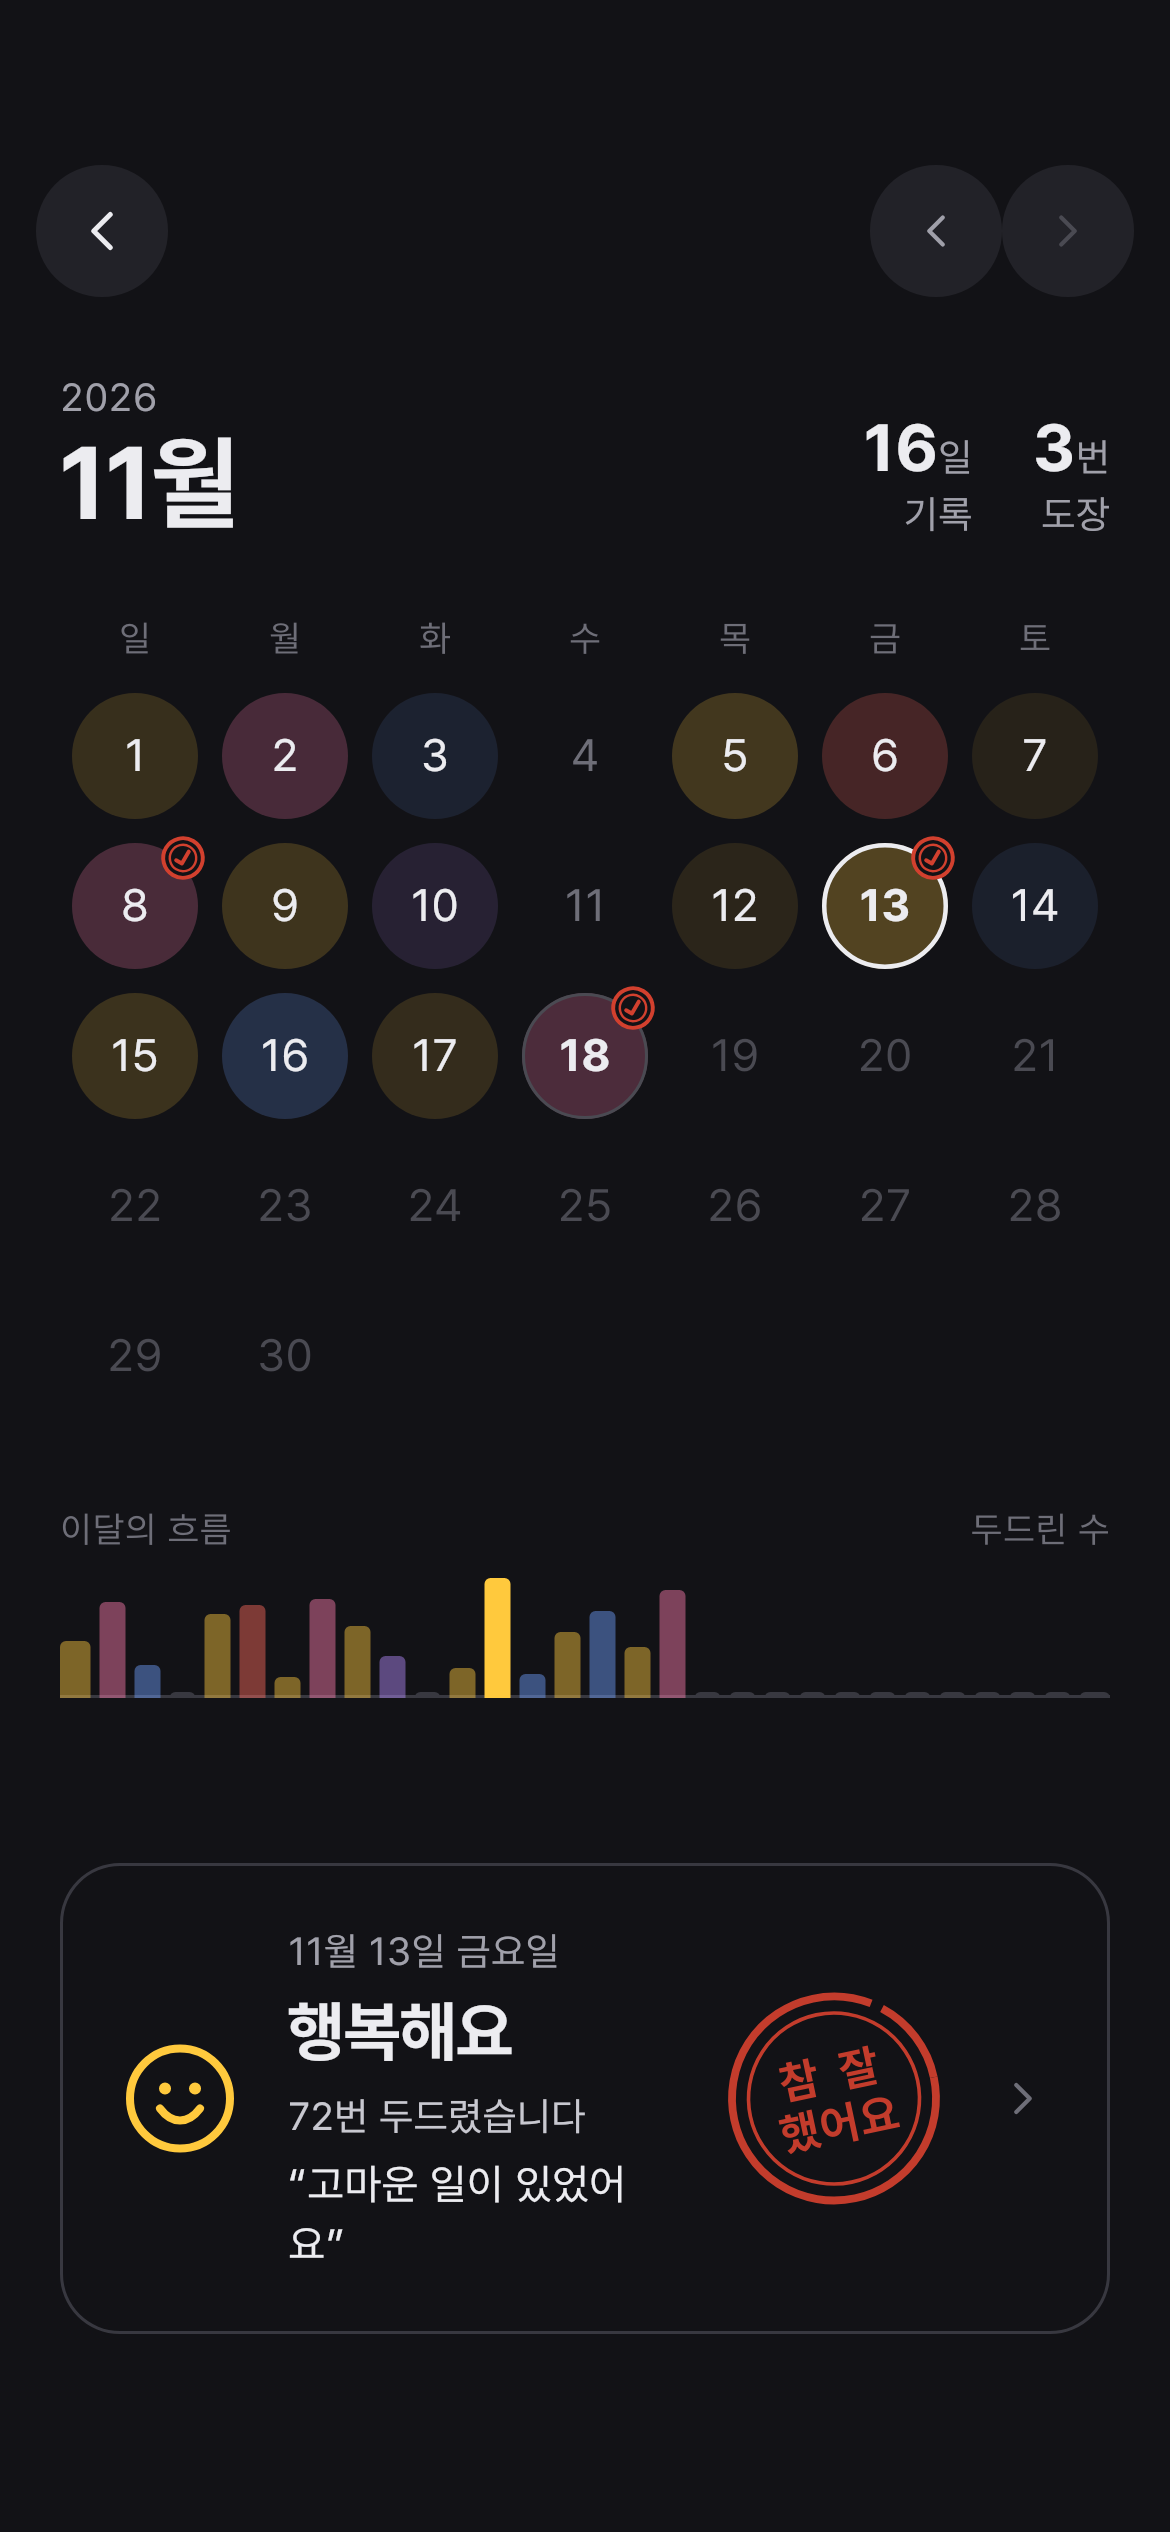 2026
11월
16일
기록
3번
도장
일 월 화 수 목 금 토
1 2 3 4 5 6 7
8 9 10 11 12 13 14
15 16 17 18 19 20 21
22 23 24 25 26 27 28
29 30
이달의 흐름
두드린 수
11월 13일 금요일
행복해요
72번 두드렸습니다
“고마운 일이 있었어
요”
참 잘
했어요